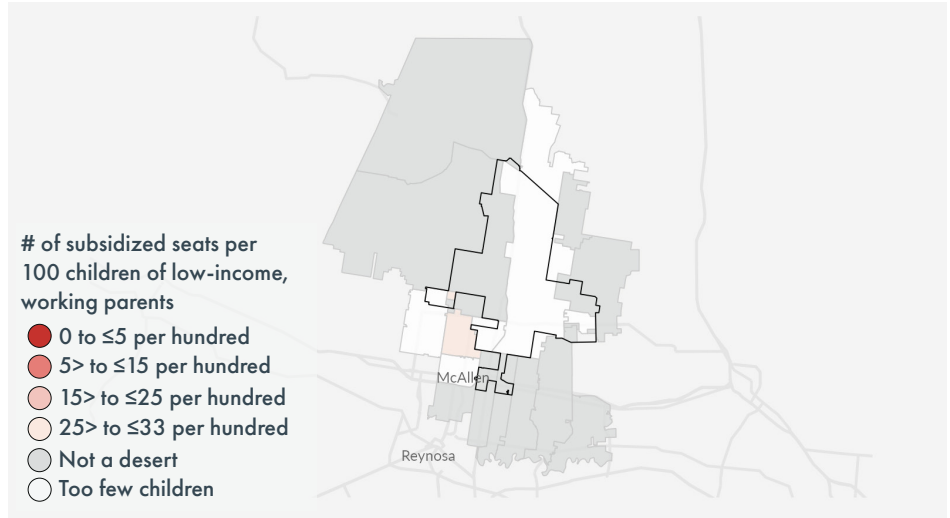 # of subsidized seats per
100 children of low-income,
working parents
0 to ≤5 per hundred
5> to ≤15 per hundred
15> to ≤25 per hundred
25> to ≤33 per hundred
Not a desert
Too few children
McAllen
Reynosa